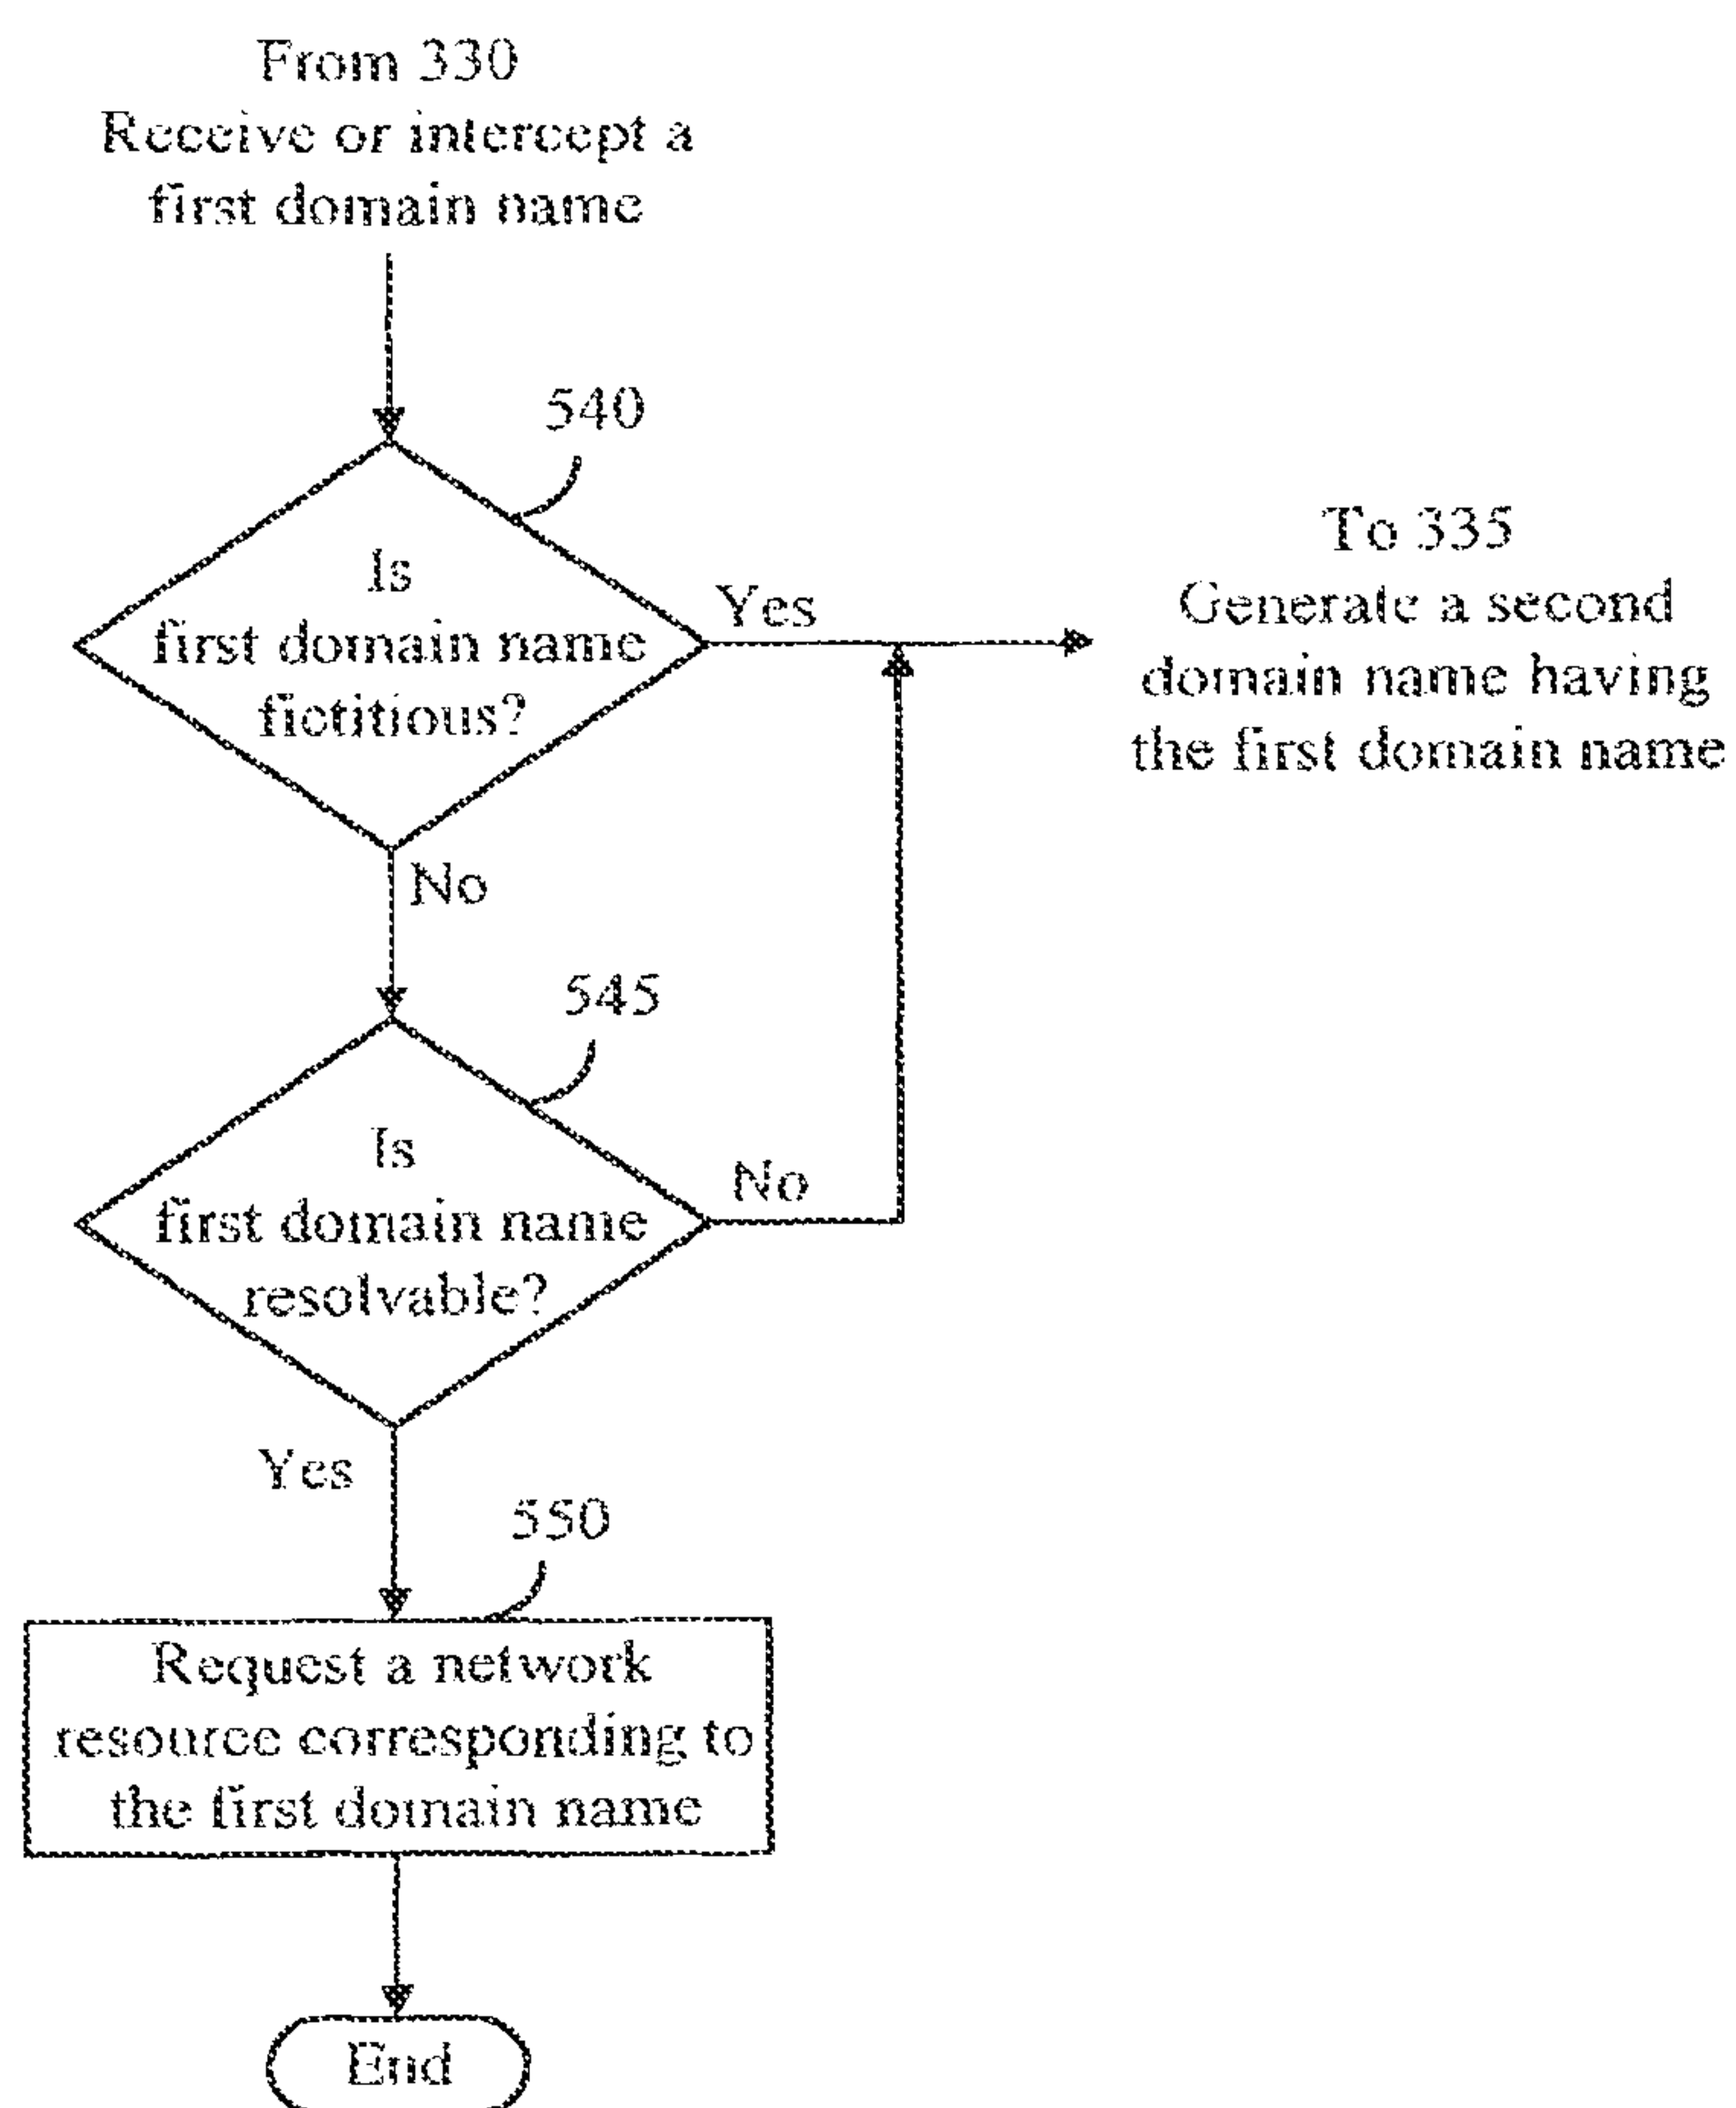 From 330
Receive or intercept a
first domain name
540
Is
first domain name
fictitious?
Yes
To 335
Generate a second
domain name having
the first domain name
No
545
Is
first domain name
resolvable?
No
Yes
550
Request a network
resource corresponding to
the first domain name
End